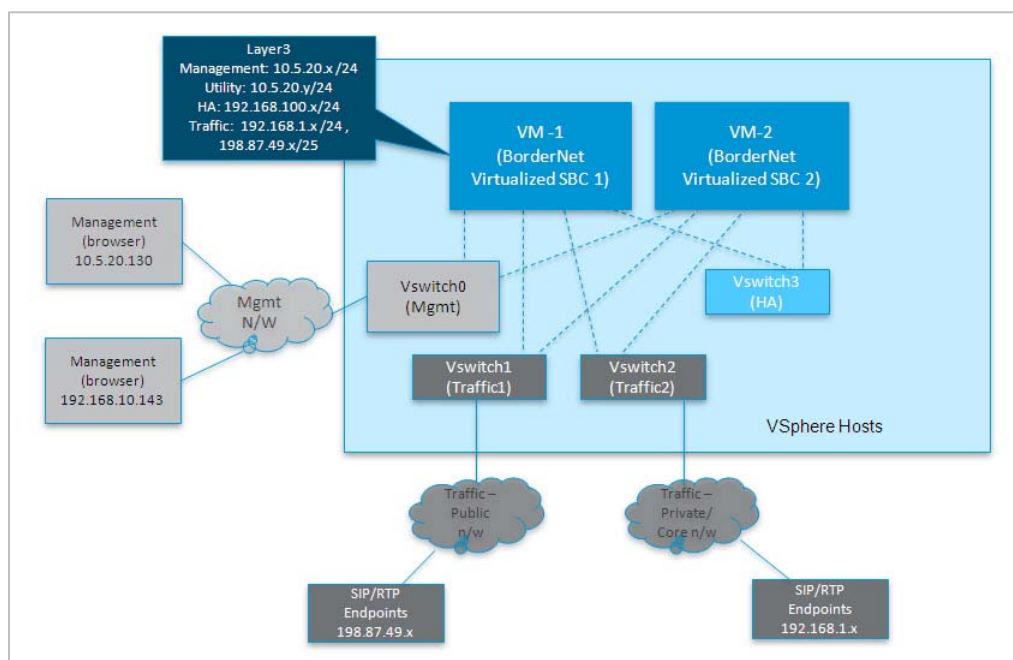 Layer3
Management: 10.5.20.x /24
Utility: 10.5.20.y/24
HA: 192.168.100.x/24
Traffic: 192.168.1.x /24 ,
198.87.49.x/25
VM -1
(BorderNet
Virtualized SBC 1)
VM-2
(BorderNet
Virtualized SBC 2)
Management
(browser)
10.5.20.130
Mgmt
N/W
Vswitch0
(Mgmt)
Vswitch3
(HA)
Management
(browser)
192.168.10.143
Vswitch1
(Traffic1)
Vswitch2
(Traffic2)
VSphere Hosts
Traffic –
Public
n/w
Traffic –
Private/
Core n/w
SIP/RTP
Endpoints
198.87.49.x
SIP/RTP
Endpoints
192.168.1.x